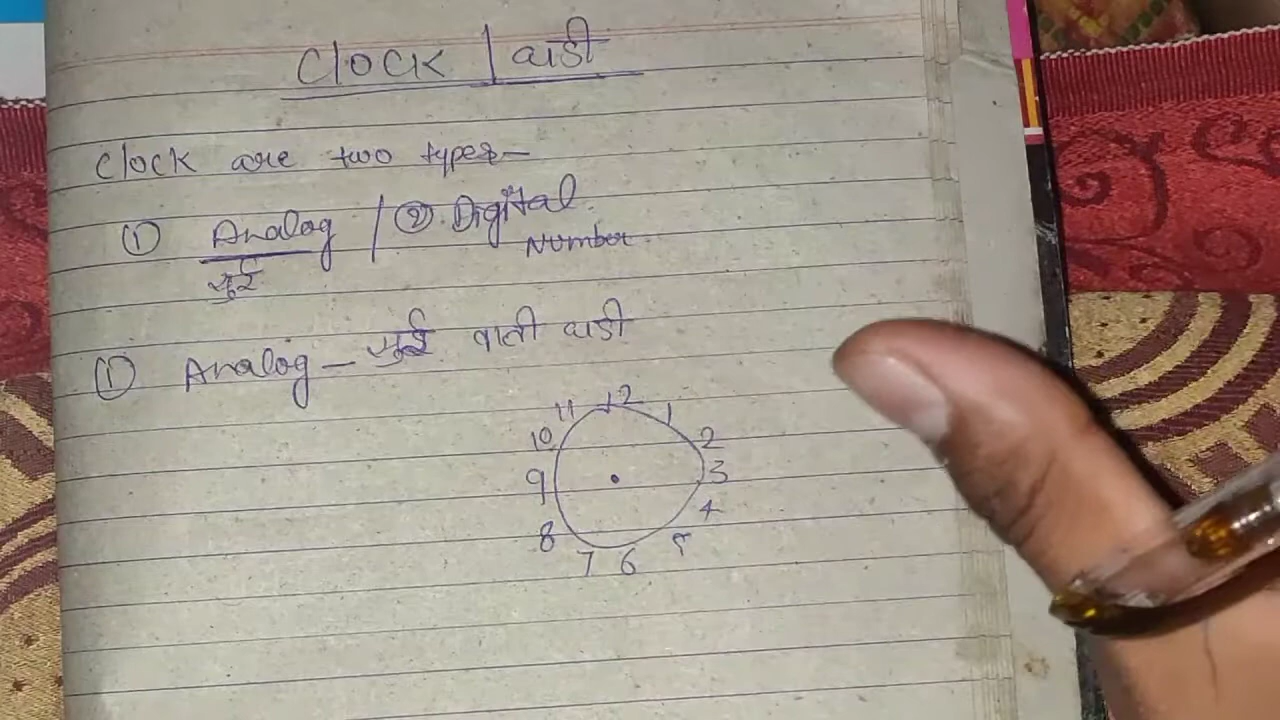 Clock | घडी
Clock are two types-
① Analog | ②. Digital.
सुई Number
① Analog - सुई वाली घडी
11 12 1
10 2
9 3
8 4
7 6 5